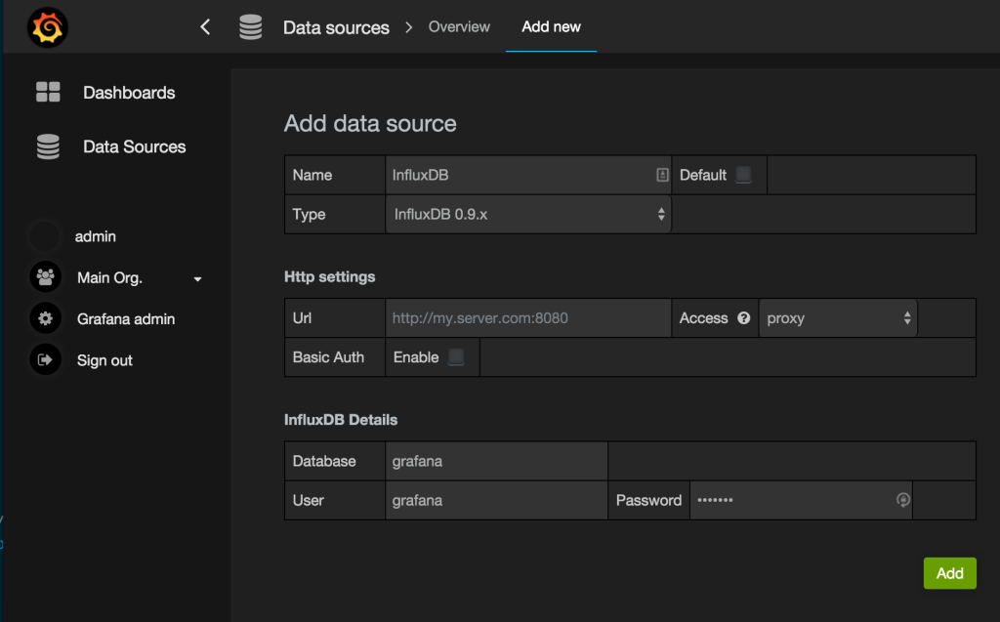 Data sources > Overview Add new
Dashboards
Data Sources
admin
Main Org.
Grafana admin
Sign out
Add data source
Name InfluxDB Default
Type InfluxDB 0.9.x
Http settings
Url http://my.server.com:8080 Access ? proxy
Basic Auth Enable
InfluxDB Details
Database grafana
User grafana Password •••••••
Add